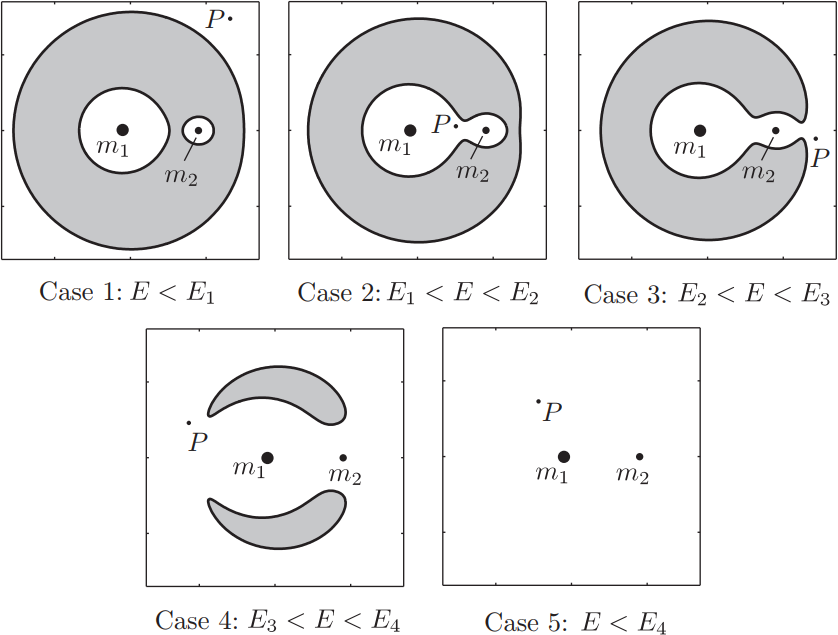 P
m₁
m₂
Case 1: E < E₁
P
m₁
m₂
Case 2: E₁ < E < E₂
P
m₁
m₂
Case 3: E₂ < E < E₃
P
m₁
m₂
Case 4: E₃ < E < E₄
P
m₁
m₂
Case 5: E < E₄